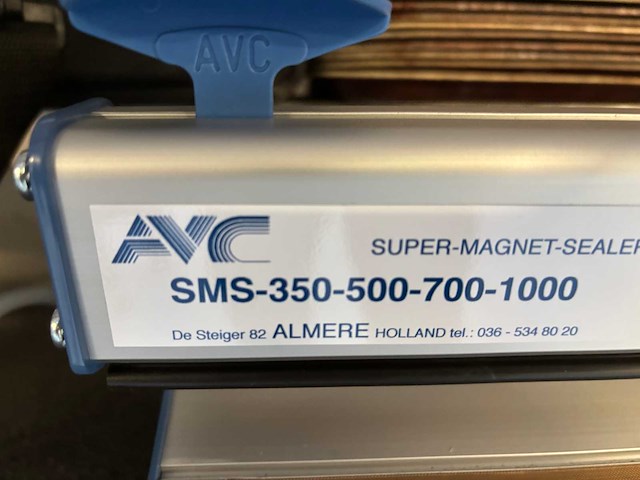 AVC
AVC
SUPER-MAGNET-SEALER
SMS-350-500-700-1000
De Steiger 82 ALMERE HOLLAND tel.: 036 - 534 80 20